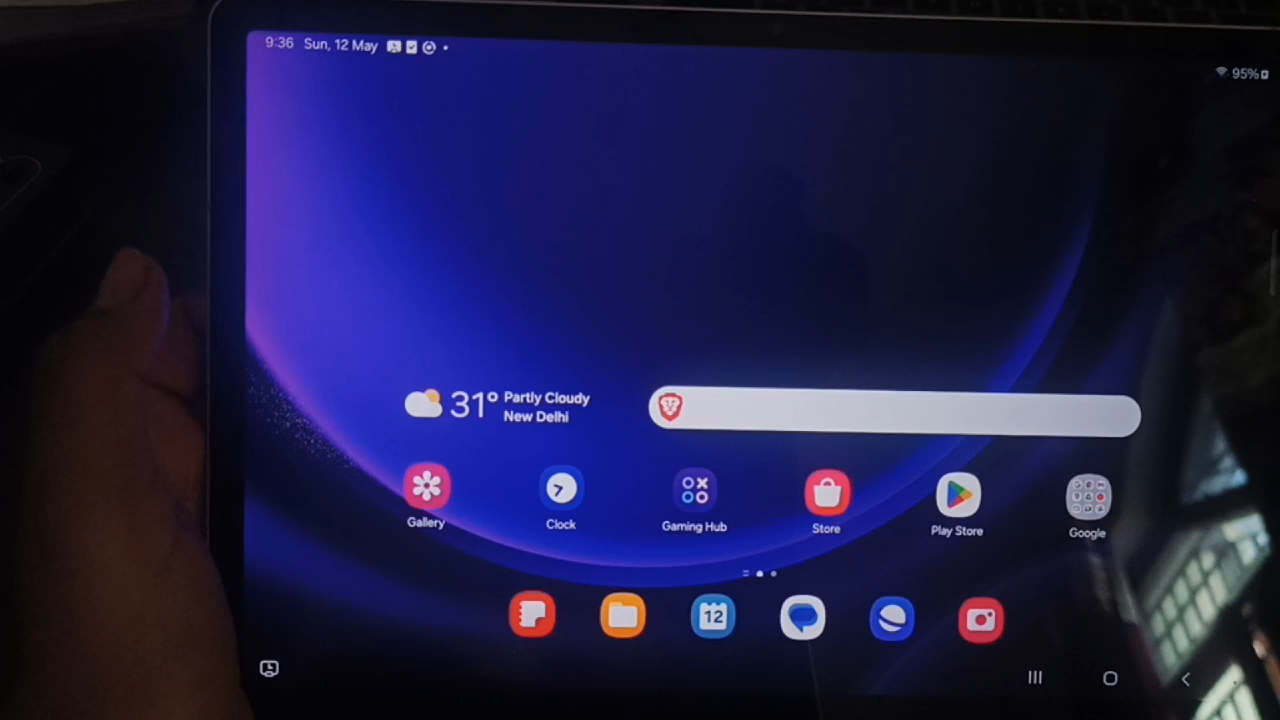 9:36 Sun, 12 May
95%
31° Partly Cloudy
New Delhi
Gallery
Clock
Gaming Hub
Store
Play Store
Google
12